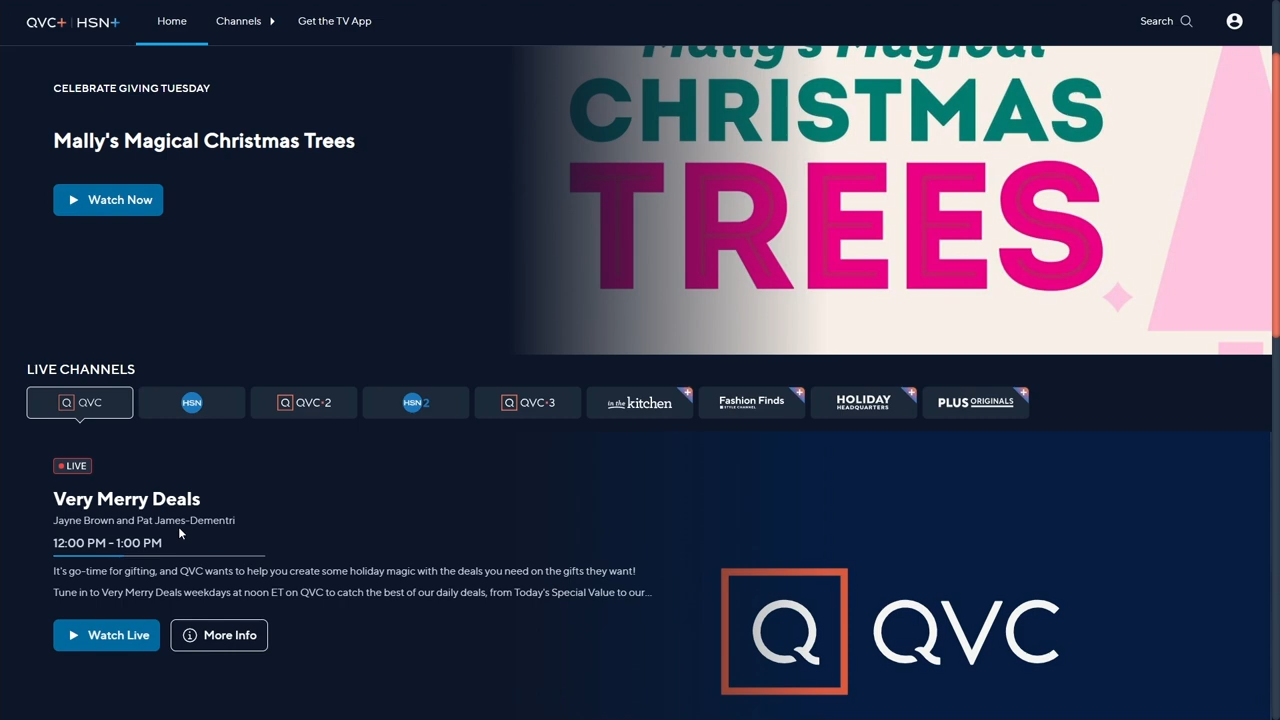 QVC+ | HSN+
Home
Channels
Get the TV App
Search
CELEBRATE GIVING TUESDAY
Mally's Magical Christmas Trees
Watch Now
Mally's Magical
CHRISTMAS
TREES
LIVE CHANNELS
Q QVC
HSN
Q QVC•2
HSN 2
Q QVC•3
in the kitchen +
Fashion Finds +
A STYLE CHANNEL
HOLIDAY +
HEADQUARTERS
PLUS ORIGINALS +
LIVE
Very Merry Deals
Jayne Brown and Pat James-Dementri
12:00 PM - 1:00 PM
It's go-time for gifting, and QVC wants to help you create some holiday magic with the deals you need on the gifts they want!
Tune in to Very Merry Deals weekdays at noon ET on QVC to catch the best of our daily deals, from Today's Special Value to our...
Watch Live
More Info
Q QVC